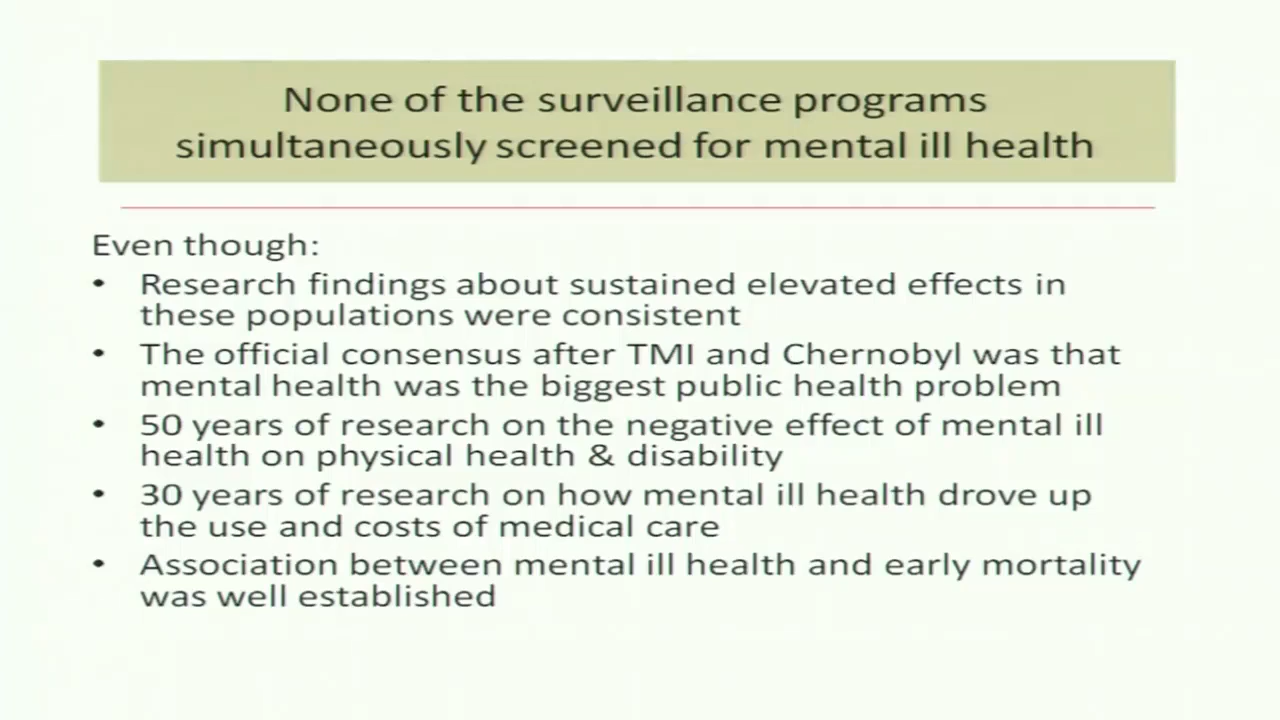 None of the surveillance programs
simultaneously screened for mental ill health
Even though:
• Research findings about sustained elevated effects in
these populations were consistent
• The official consensus after TMI and Chernobyl was that
mental health was the biggest public health problem
• 50 years of research on the negative effect of mental ill
health on physical health & disability
• 30 years of research on how mental ill health drove up
the use and costs of medical care
• Association between mental ill health and early mortality
was well established